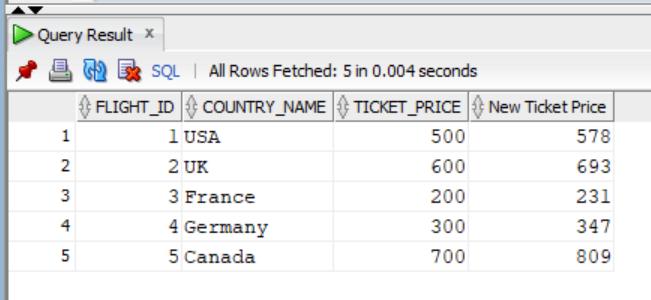 Query Result x
SQL | All Rows Fetched: 5 in 0.004 seconds
FLIGHT_ID COUNTRY_NAME TICKET_PRICE New Ticket Price
1 1 USA 500 578
2 2 UK 600 693
3 3 France 200 231
4 4 Germany 300 347
5 5 Canada 700 809